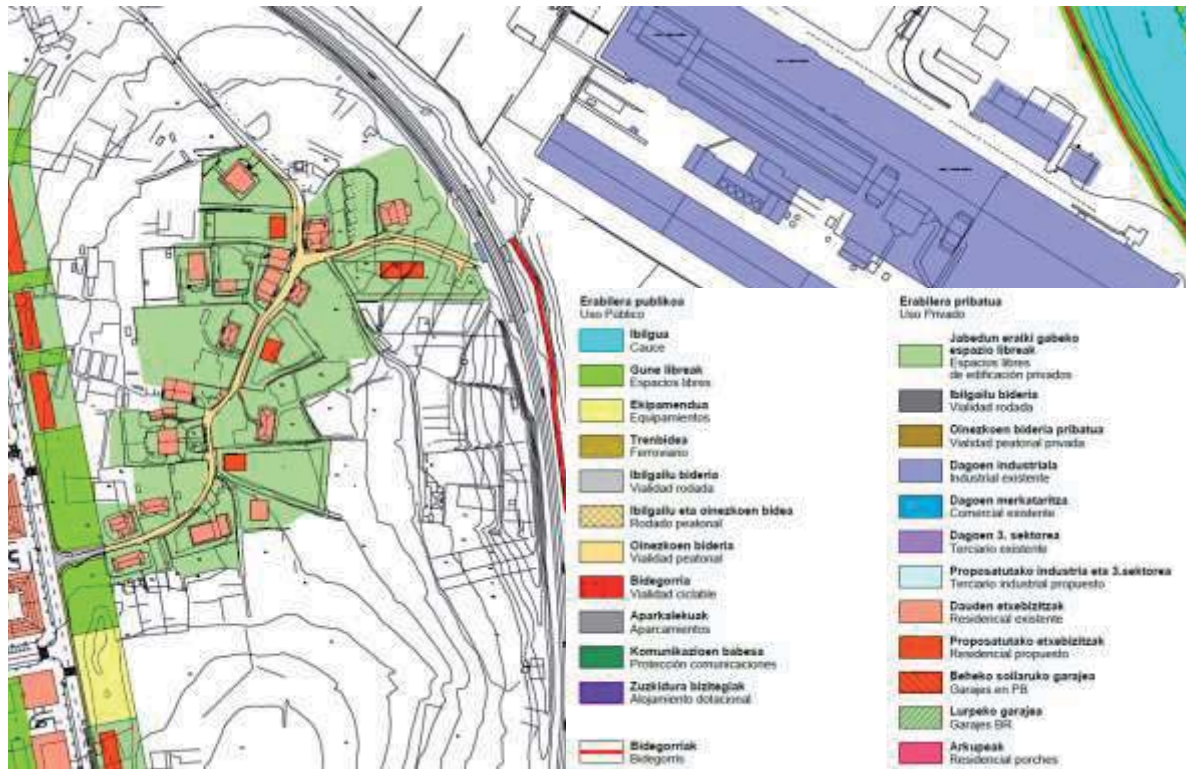 Erabilera publikoa
Uso Público
Ibilgua
Cauce
Gune libreak
Espacios libres
Ekipamendua
Equipamientos
Trenbidea
Ferroviario
Ibilgailu bideria
Vialidad rodada
Ibilgailu eta oinezkoen bidea
Rodado peatonal
Oinezkoen bideria
Vialidad peatonal
Bidegorria
Vialidad ciclable
Aparkalekuak
Aparcamientos
Komunikazioen babesa
Protección comunicaciones
Zuzkidura bizitegiak
Alojamiento dotacional
Bidegorriak
Bidegorris
Erabilera pribatua
Uso Privado
Jabedun eraiki gabeko
espazio libreak
Espacios libres
de edificación privados
Ibilgailu bideria
Vialidad rodada
Oinezkoen bideria pribatua
Vialidad peatonal privada
Dagoen industriala
Industrial existente
Dagoen merkataritza
Comercial existente
Dagoen 3. sektorea
Terciario existente
Proposatutako industria eta 3.sektorea
Terciario industrial propuesto
Dauden etxebizitzak
Residencial existente
Proposatutako etxebizitzak
Residencial propuesto
Beheko solairuko garajea
Garajes en PB
Lurpeko garajea
Garajes BR
Arkupeak
Residencial porches